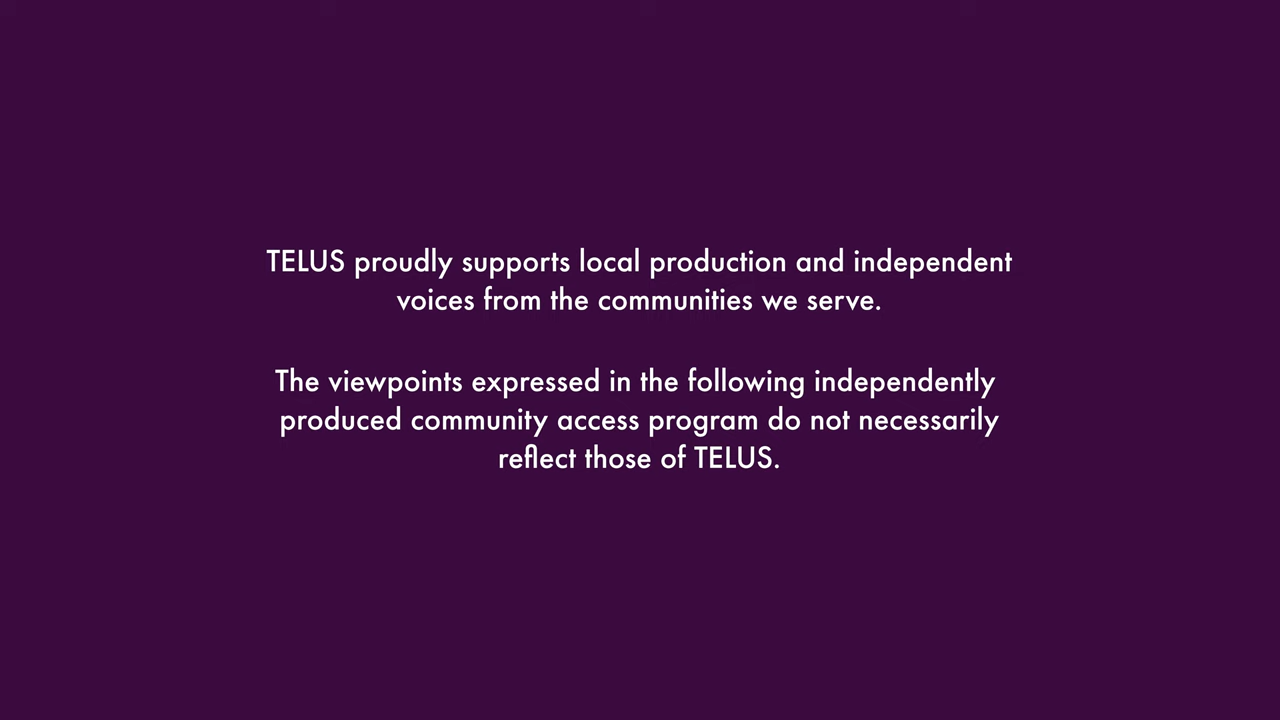 TELUS proudly supports local production and independent
voices from the communities we serve.
The viewpoints expressed in the following independently
produced community access program do not necessarily
reflect those of TELUS.